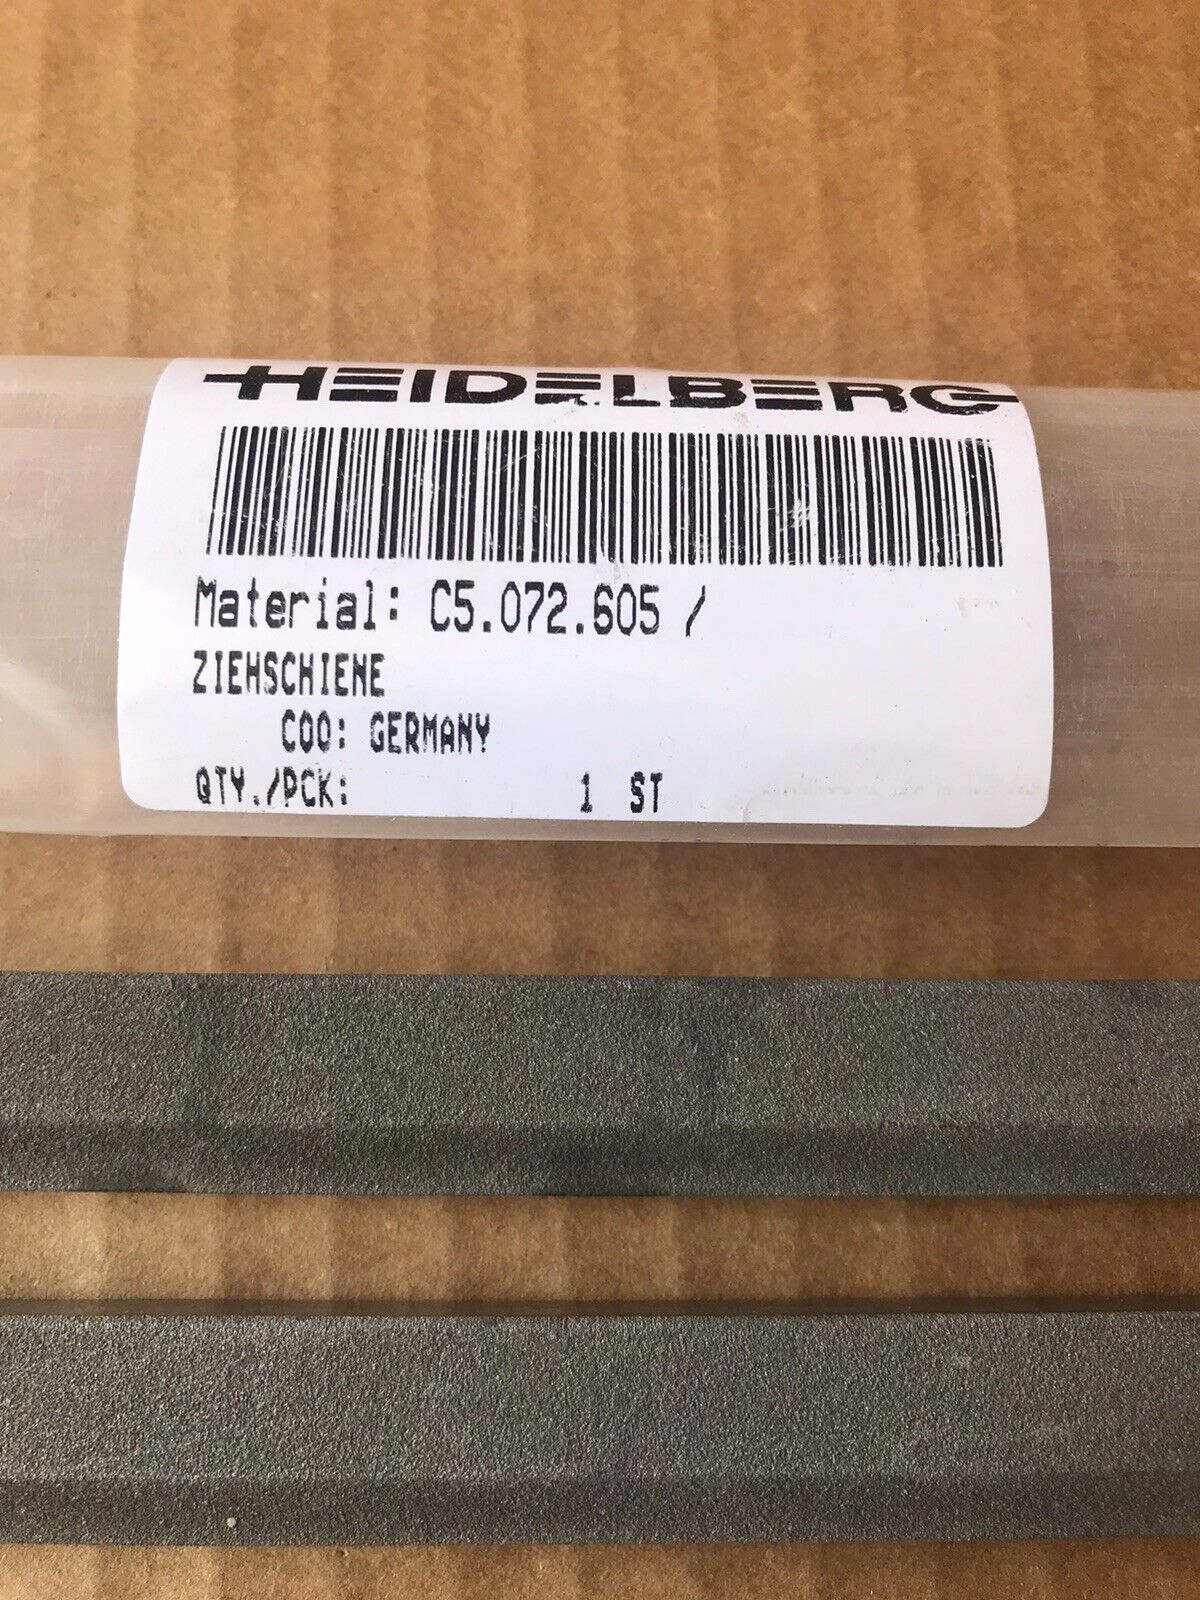 HEIDELBERG
Material: C5.072.605 /
ZIEHSCHIENE
COO: GERMANY
QTY./PCK: 1 ST